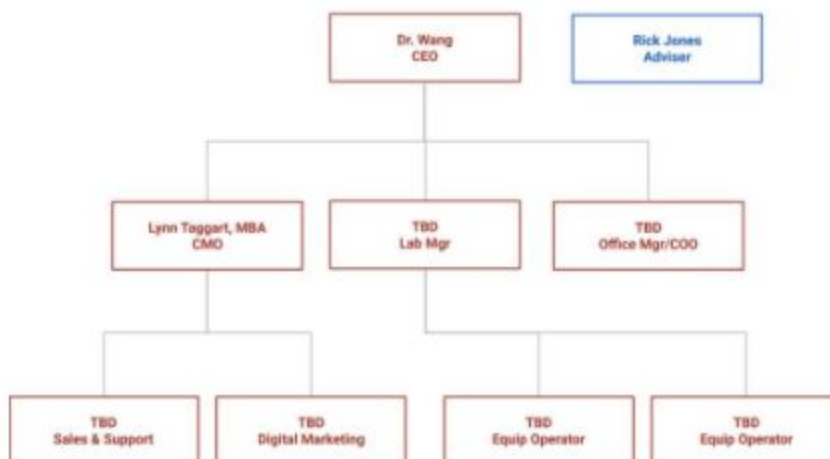 Dr. Wang
CEO
Rick Jones
Adviser
Lynn Taggart, MBA
CMO
TBD
Lab Mgr
TBD
Office Mgr/COO
TBD
Sales & Support
TBD
Digital Marketing
TBD
Equip Operator
TBD
Equip Operator